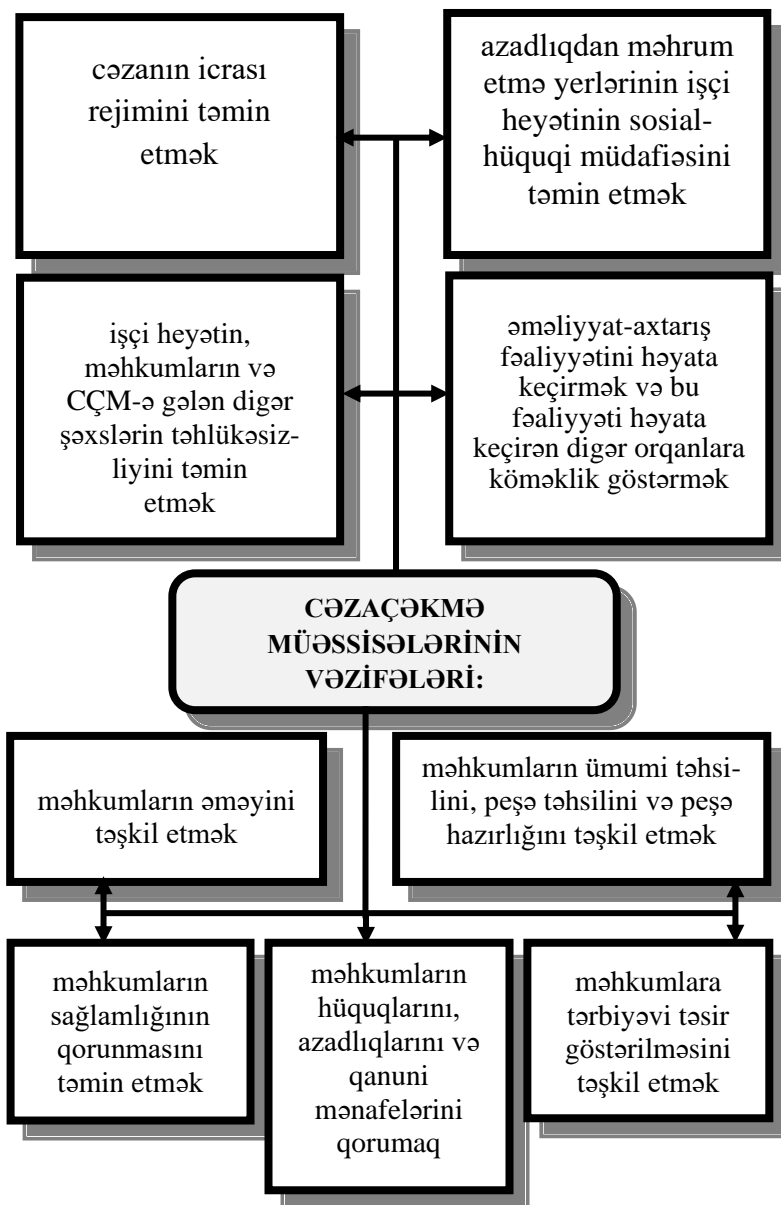 cəzanın icrası
rejimini təmin
etmək
azadlıqdan məhrum
etmə yerlərinin işçi
heyətinin sosial-
hüquqi müdafiəsini
təmin etmək
işçi heyətin,
məhkumların və
CÇM-ə gələn digər
şəxslərin təhlükəsiz-
liyini təmin
etmək
əməliyyat-axtarış
fəaliyyətini həyata
keçirmək və bu
fəaliyyəti həyata
keçirən digər orqanlara
köməklik göstərmək
CƏZAÇƏKMƏ
MÜƏSSİSƏLƏRİNİN
VƏZİFƏLƏRİ:
məhkumların əməyini
təşkil etmək
məhkumların ümumi təhsi-
lini, peşə təhsilini və peşə
hazırlığını təşkil etmək
məhkumların
sağlamlığının
qorunmasını
təmin etmək
məhkumların
hüquqlarını,
azadlıqlarını və
qanuni
mənafelərini
qorumaq
məhkumlara
tərbiyəvi təsir
göstərilməsini
təşkil etmək